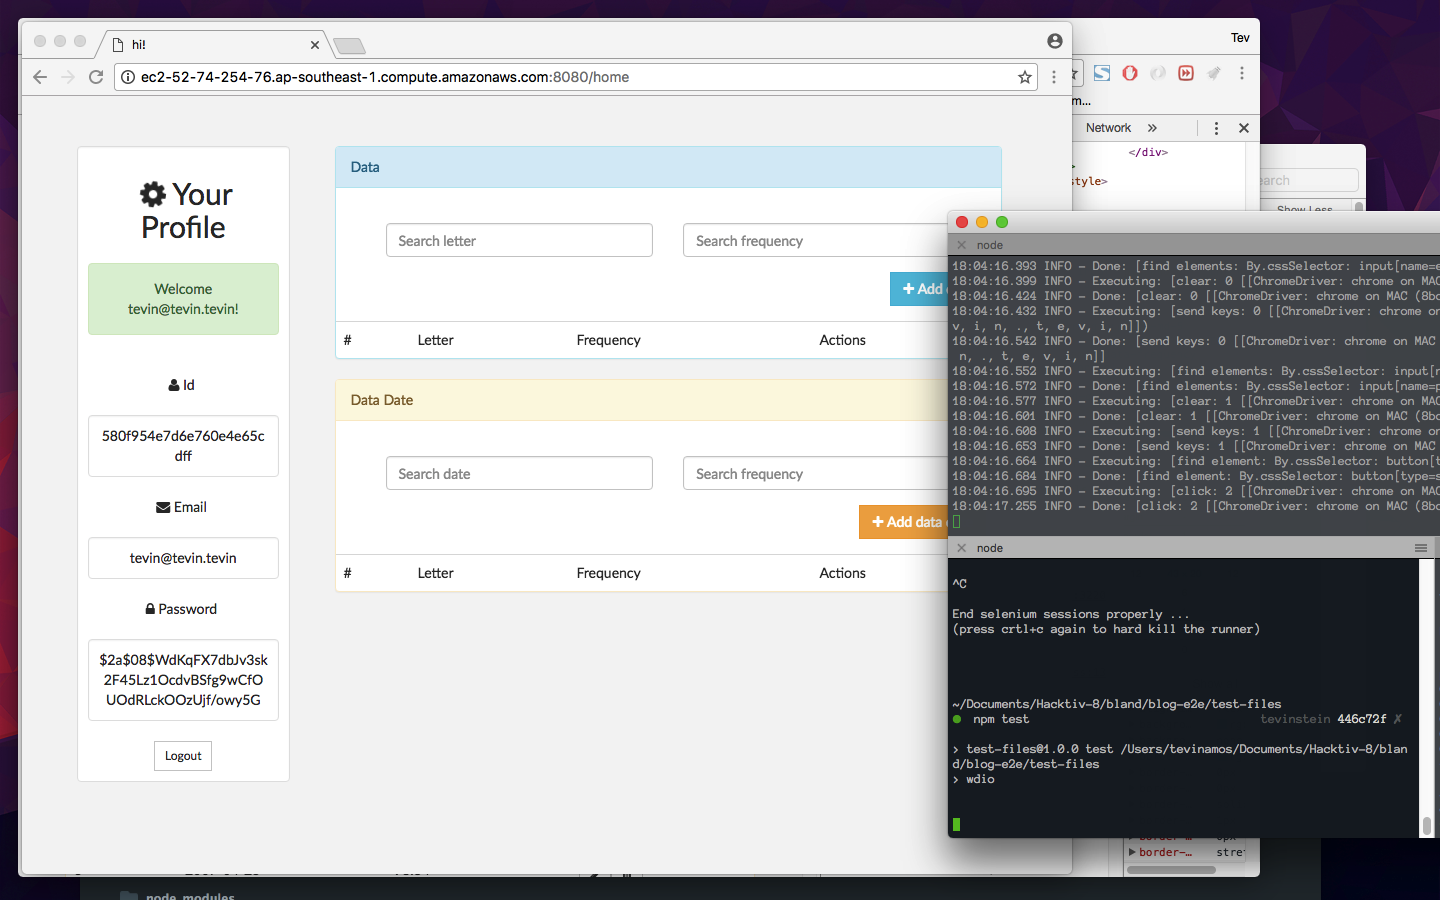 Tev
hi!
ec2-52-74-254-76.ap-southeast-1.compute.amazonaws.com:8080/home
m...
Network
</div>
>
style>
earch
Show Less
Your
Profile
Welcome
tevin@tevin.tevin!
Id
580f954e7d6e760e4e65c
dff
Email
tevin@tevin.tevin
Password
$2a$08$WdKqFX7dbJv3sk
2F45Lz1OcdvBSfg9wCfO
UOdRLckOOzUjf/owy5G
Logout
Data
Search letter
Search frequency
Add
# Letter Frequency Actions
Data Date
Search date
Search frequency
Add data
# Letter Frequency Actions
node
18:04:16.393 INFO - Done: [find elements: By.cssSelector: input[name=e
18:04:16.399 INFO - Executing: [clear: 0 [[ChromeDriver: chrome on MAC
18:04:16.424 INFO - Done: [clear: 0 [[ChromeDriver: chrome on MAC (8bc
18:04:16.432 INFO - Executing: [send keys: 0 [[ChromeDriver: chrome on
v, i, n, ., t, e, v, i, n]])
18:04:16.542 INFO - Done: [send keys: 0 [[ChromeDriver: chrome on MAC
n, ., t, e, v, i, n]]
18:04:16.552 INFO - Executing: [find elements: By.cssSelector: input[n
18:04:16.572 INFO - Done: [find elements: By.cssSelector: input[name=p
18:04:16.577 INFO - Executing: [clear: 1 [[ChromeDriver: chrome on MAC
18:04:16.601 INFO - Done: [clear: 1 [[ChromeDriver: chrome on MAC (8bc
18:04:16.608 INFO - Executing: [send keys: 1 [[ChromeDriver: chrome on
18:04:16.653 INFO - Done: [send keys: 1 [[ChromeDriver: chrome on MAC
18:04:16.664 INFO - Executing: [find element: By.cssSelector: button[t
18:04:16.684 INFO - Done: [find element: By.cssSelector: button[type=s
18:04:16.695 INFO - Executing: [click: 2 [[ChromeDriver: chrome on MAC
18:04:17.255 INFO - Done: [click: 2 [[ChromeDriver: chrome on MAC (8bc
node
^C
End selenium sessions properly ...
(press crtl+c again to hard kill the runner)
~/Documents/Hacktiv-8/bland/blog-e2e/test-files
npm test tevinstein 446c72f ✗
> test-files@1.0.0 test /Users/tevinamos/Documents/Hacktiv-8/blan
d/blog-e2e/test-files
> wdio
border-… stre
node_modules